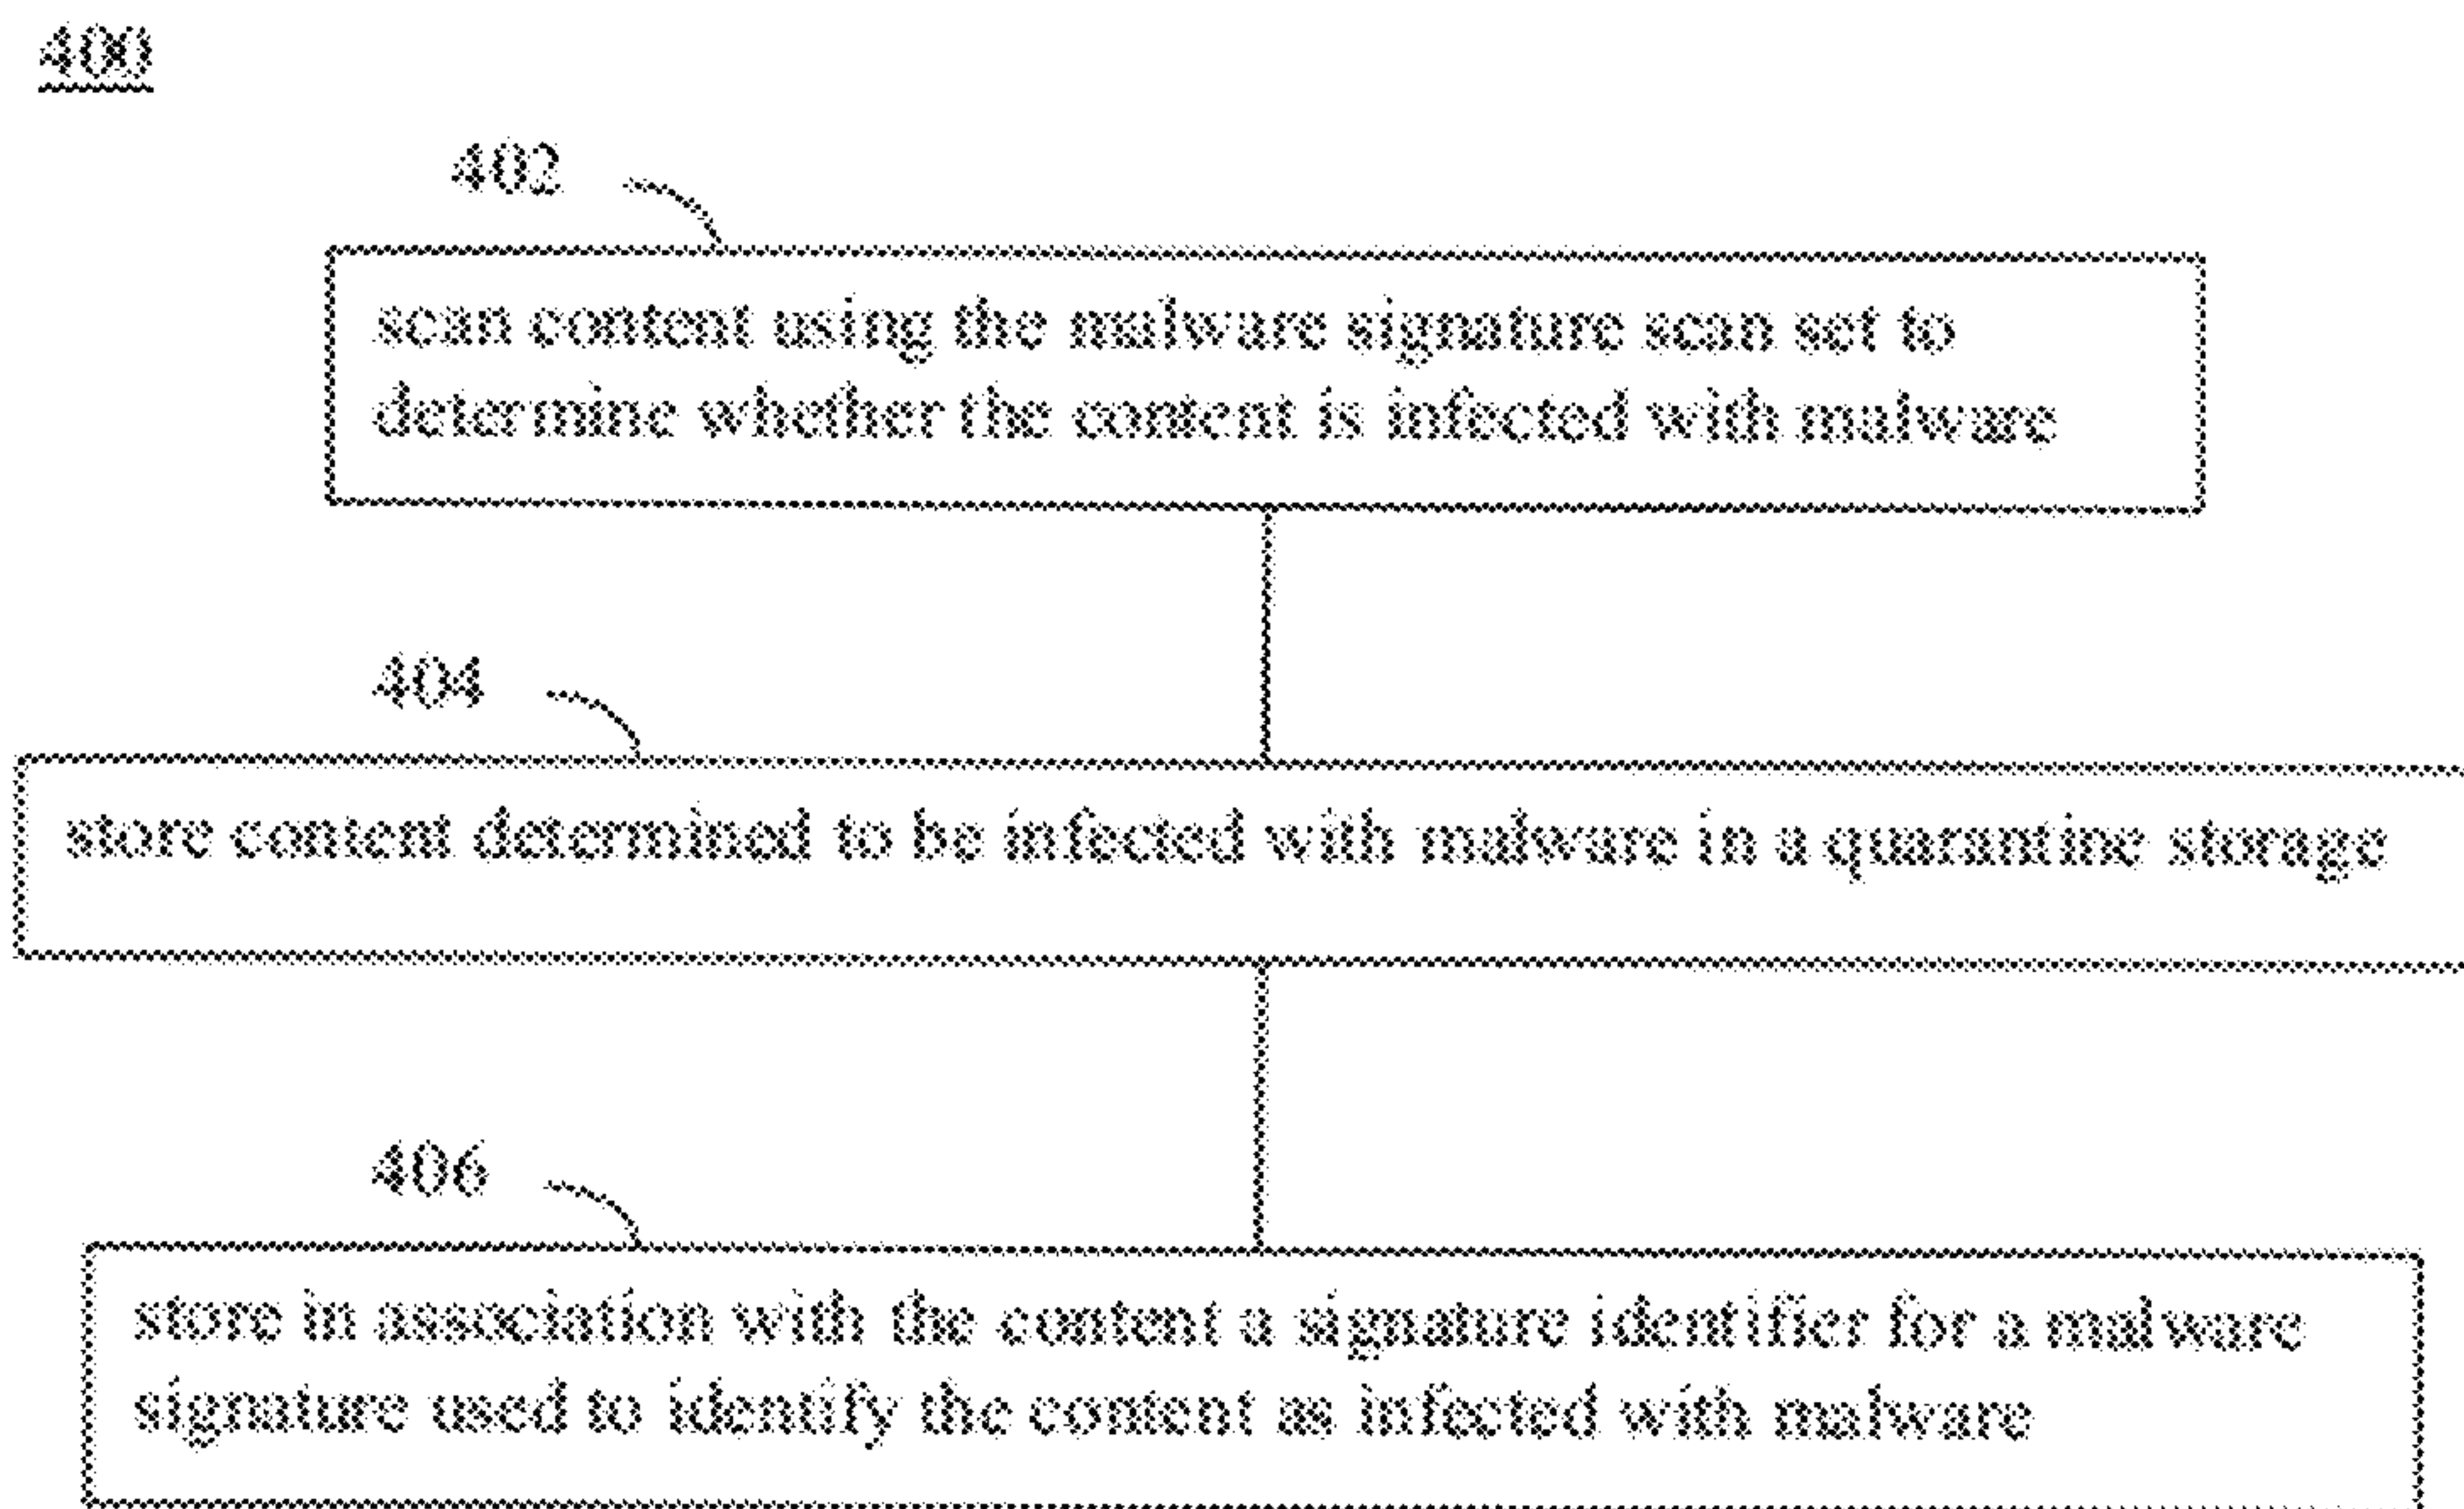 400
402
scan content using the malware signature scan set to
determine whether the content is infected with malware
404
store content determined to be infected with malware in a quarantine storage
406
store in association with the content a signature identifier for a malware
signature used to identify the content as infected with malware